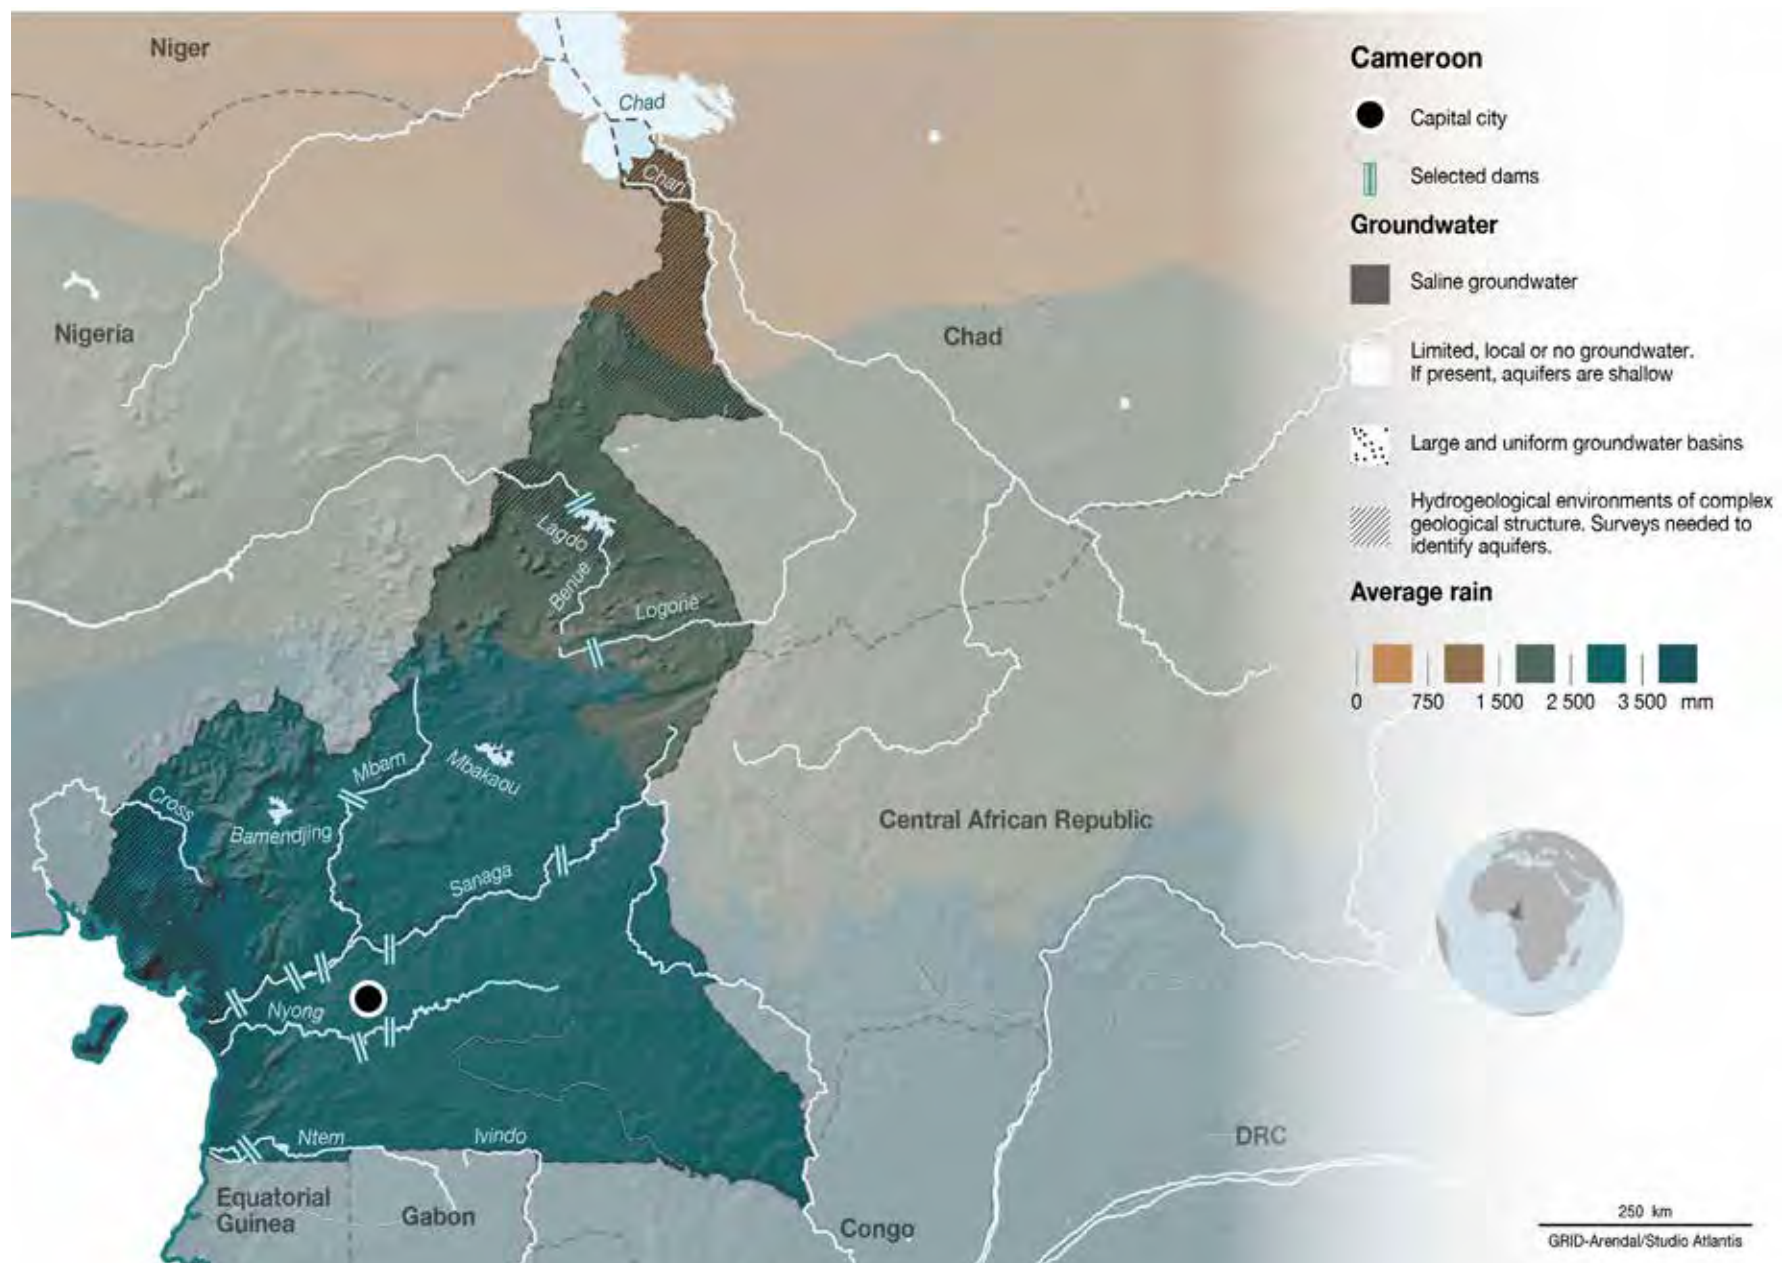 Niger
Chad
Chari
Nigeria
Chad
Lagdo
Benue
Logone
Mbam
Mbakaou
Cross
Bamendjing
Sanaga
Central African Republic
Nyong
Ntem
Ivindo
DRC
Equatorial
Guinea
Gabon
Congo
Cameroon
Capital city
Selected dams
Groundwater
Saline groundwater
Limited, local or no groundwater.
If present, aquifers are shallow
Large and uniform groundwater basins
Hydrogeological environments of complex
geological structure. Surveys needed to
identify aquifers.
Average rain
0 750 1 500 2 500 3 500 mm
250 km
GRID-Arendal/Studio Atlantis